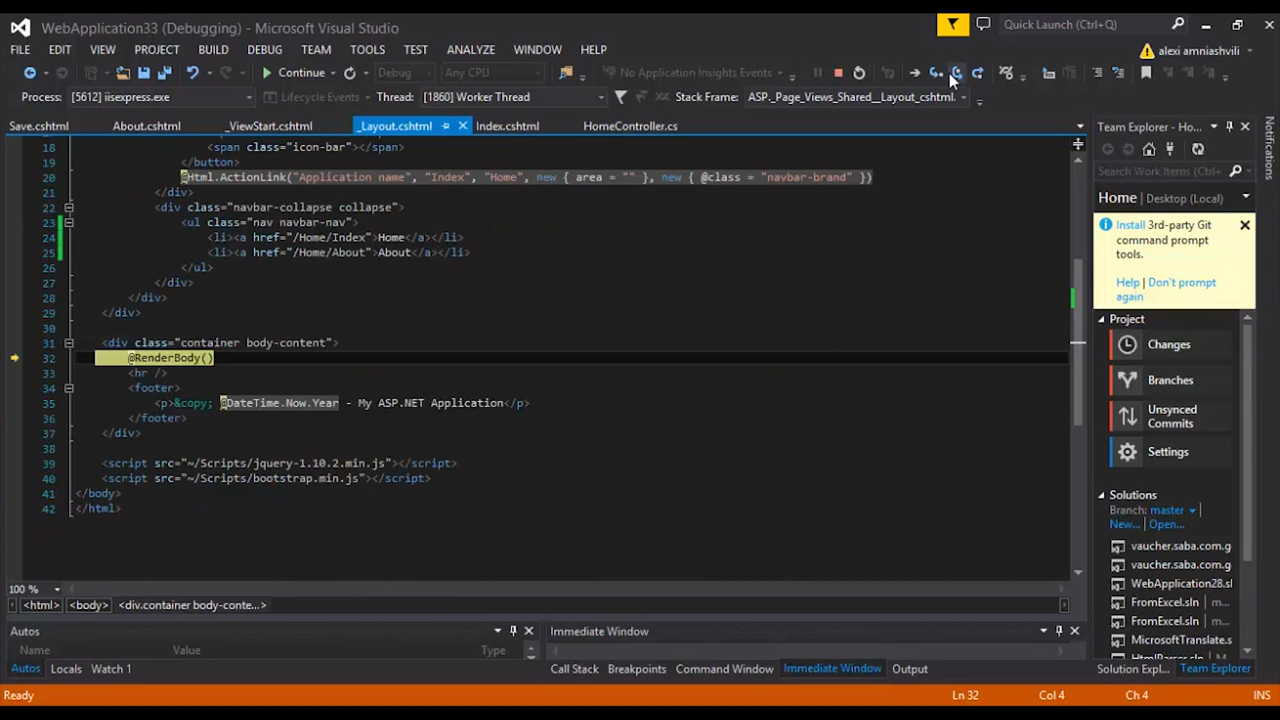 WebApplication33 (Debugging) - Microsoft Visual Studio
Quick Launch (Ctrl+Q)
FILE EDIT VIEW PROJECT BUILD DEBUG TEAM TOOLS TEST ANALYZE WINDOW HELP
alexi amniashvili
Continue Debug Any CPU No Application Insights Events
Process: [5612] iisexpress.exe Lifecycle Events Thread: [1860] Worker Thread Stack Frame: ASP._Page_Views_Shared__Layout_cshtml.
Save.cshtml About.cshtml _ViewStart.cshtml _Layout.cshtml Index.cshtml HomeController.cs
18 <span class="icon-bar"></span>
19 </button>
20 @Html.ActionLink("Application name", "Index", "Home", new { area = "" }, new { @class = "navbar-brand" })
21 </div>
22 <div class="navbar-collapse collapse">
23 <ul class="nav navbar-nav">
24 <li><a href="/Home/Index">Home</a></li>
25 <li><a href="/Home/About">About</a></li>
26 </ul>
27 </div>
28 </div>
29 </div>
30
31 <div class="container body-content">
32 @RenderBody()
33 <hr />
34 <footer>
35 <p>&copy; @DateTime.Now.Year - My ASP.NET Application</p>
36 </footer>
37 </div>
38
39 <script src="~/Scripts/jquery-1.10.2.min.js"></script>
40 <script src="~/Scripts/bootstrap.min.js"></script>
41 </body>
42 </html>
100 %
<html> <body> <div.container body-conte...>
Autos
Name Value Type
Autos Locals Watch 1
Immediate Window
Call Stack Breakpoints Command Window Immediate Window Output
Team Explorer - Ho...
Search Work Items (Ctrl+')
Home | Desktop (Local)
Install 3rd-party Git
command prompt
tools.
Help | Don't prompt
again
Project
Changes
Branches
Unsynced
Commits
Settings
Solutions
Branch: master |
New... | Open...
vaucher.saba.com.g
vaucher.saba.com.g
WebApplication28.sl
FromExcel.sln | m...
FromExcel.sln | m...
MicrosoftTranslate.s
HtmlParser.sln | M
Solution Expl... Team Explorer
Notifications
Ready Ln 32 Col 4 Ch 4 INS